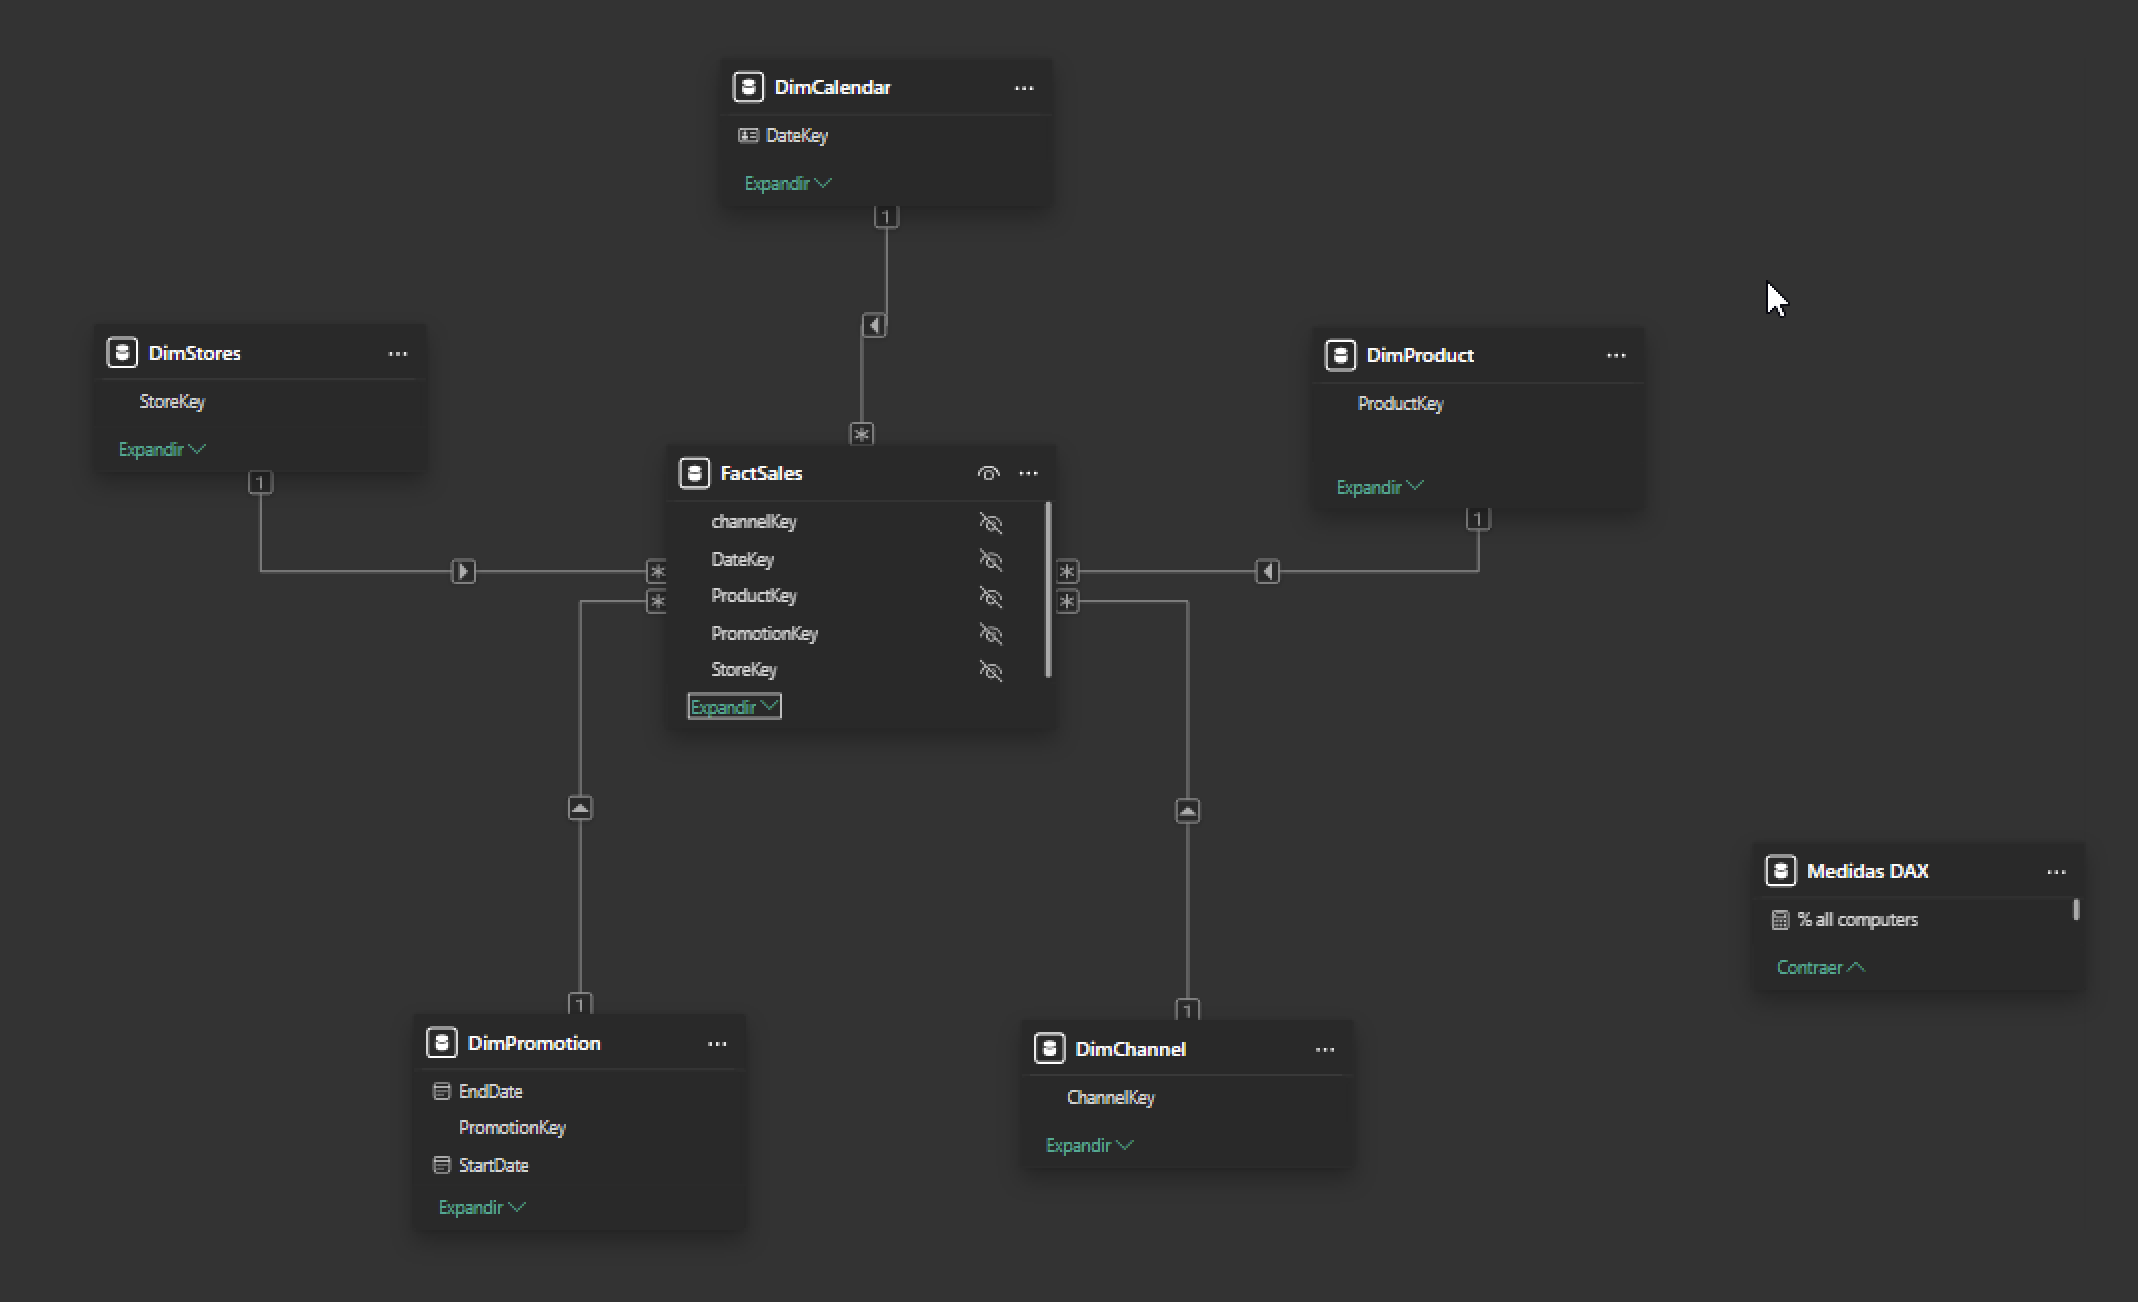 DimCalendar
DateKey
Expandir
1
DimStores
StoreKey
Expandir
1
DimProduct
ProductKey
Expandir
1
*
FactSales
channelKey
DateKey
ProductKey
PromotionKey
StoreKey
Expandir
*
*
*
*
Medidas DAX
% all computers
Contraer
1
DimPromotion
EndDate
PromotionKey
StartDate
Expandir
1
DimChannel
ChannelKey
Expandir